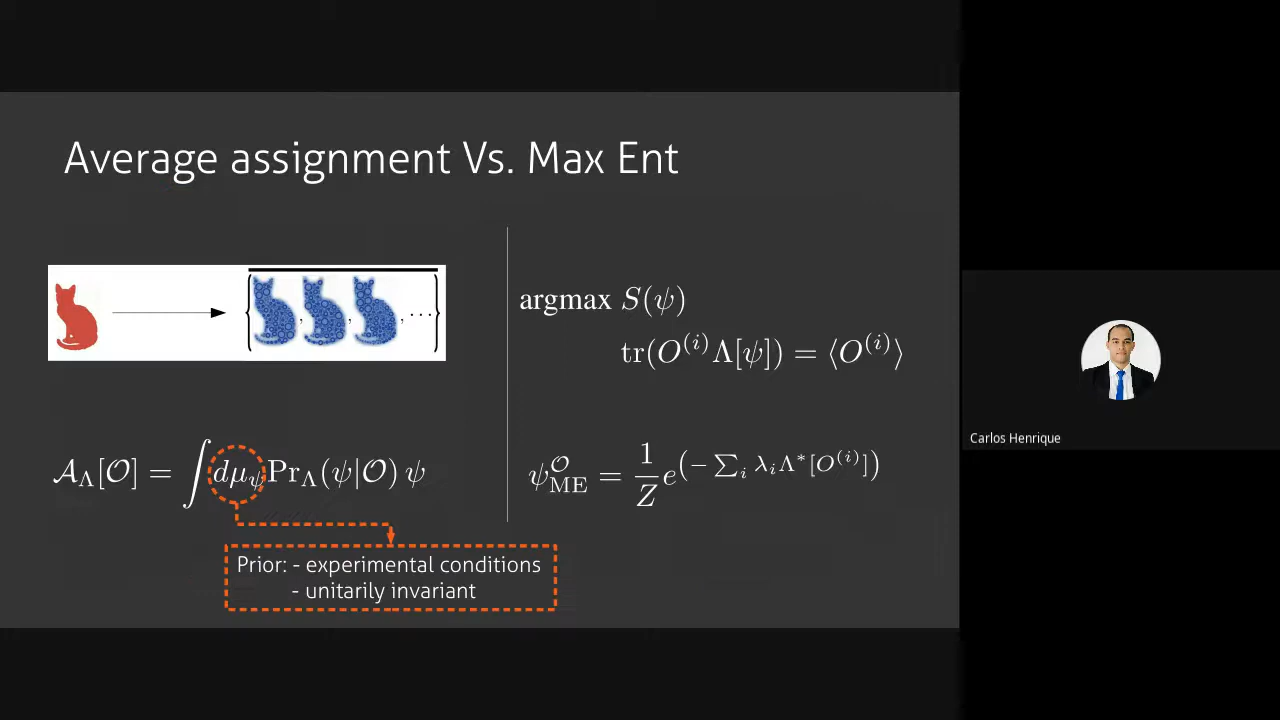 Average assignment Vs. Max Ent
{ , , , ... }
argmax S(ψ)
tr(O^(i) Λ[ψ]) = ⟨O^(i)⟩
𝒜_Λ[𝒪] = ∫ dμ_ψ Pr_Λ(ψ|𝒪) ψ
ψ_ME^𝒪 = 1/Z e^(− ∑_i λ_i Λ*[O^(i)])
Prior: - experimental conditions
- unitarily invariant
Carlos Henrique